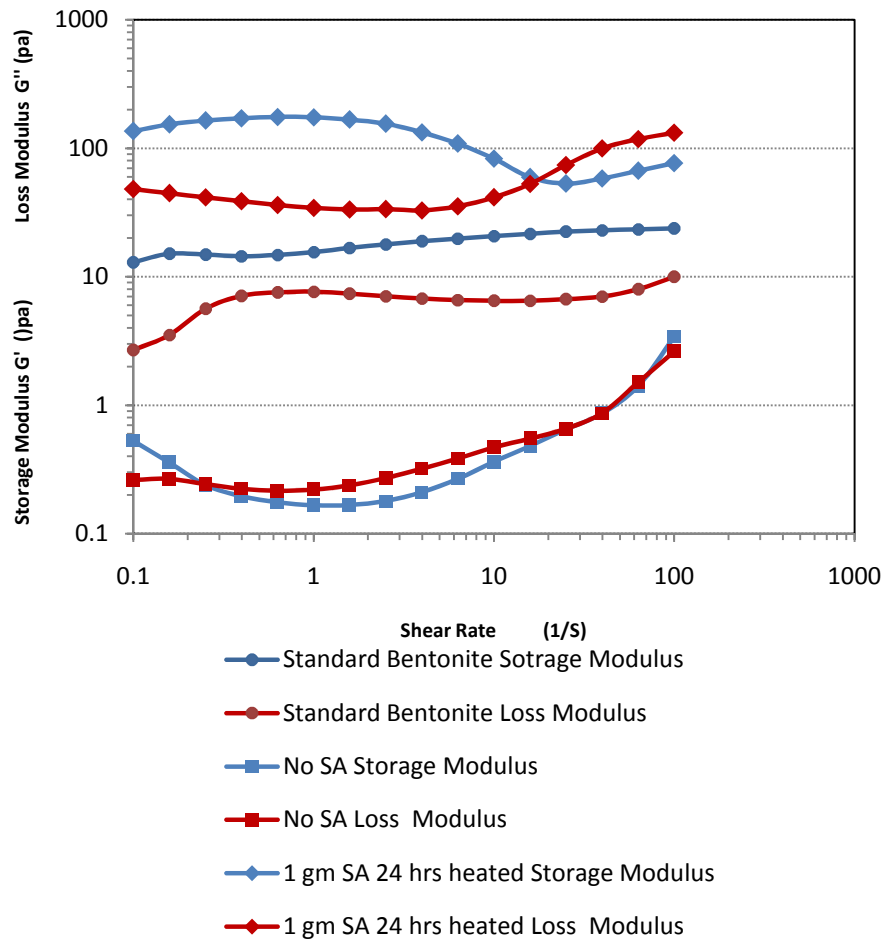 1000
100
10
1
0.1
Loss Modulus G'' (pa)
Storage Modulus G' ()pa)
0.1 1 10 100 1000
Shear Rate (1/S)
Standard Bentonite Sotrage Modulus
Standard Bentonite Loss Modulus
No SA Storage Modulus
No SA Loss Modulus
1 gm SA 24 hrs heated Storage Modulus
1 gm SA 24 hrs heated Loss Modulus